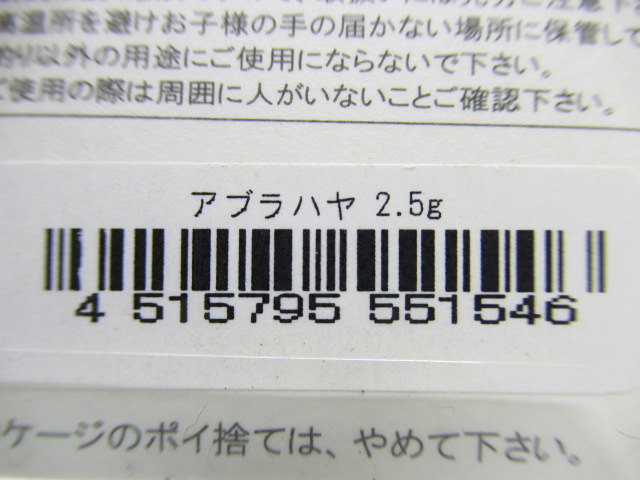 高温所を避けお子様の手の届かない場所に保管して
釣り以外の用途にご使用にならないで下さい。
ご使用の際は周囲に人がいないことご確認下さい。
アブラハヤ 2.5g
4 515795 551546
ケージのポイ捨ては、やめて下さい。